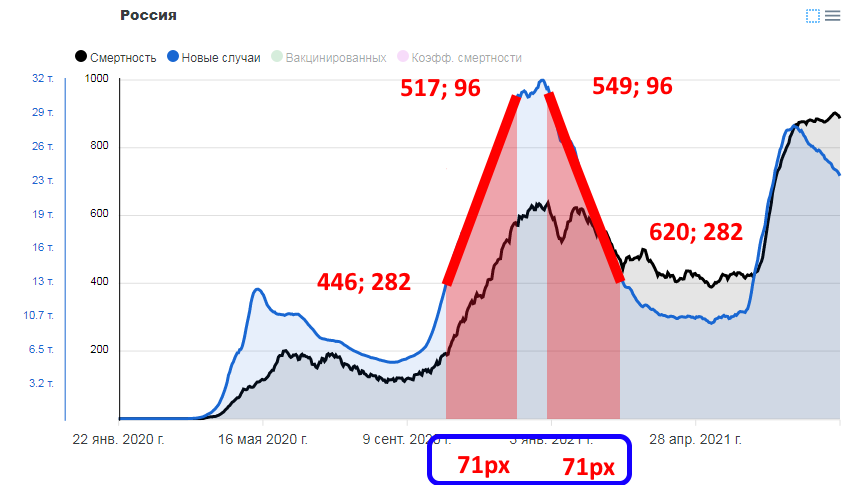 Россия
Смертность Новые случаи Вакцинированных Коэфф. смертности
32 т. 1000
517; 96
549; 96
29 т.
26 т. 800
23 т.
19 т. 600
620; 282
16 т.
446; 282
13 т. 400
10.7 т.
6.5 т. 200
3.2 т.
22 янв. 2020 г. 16 мая 2020 г. 9 сент. 2020 г. 3 янв. 2021 г. 28 апр. 2021 г.
71px 71px